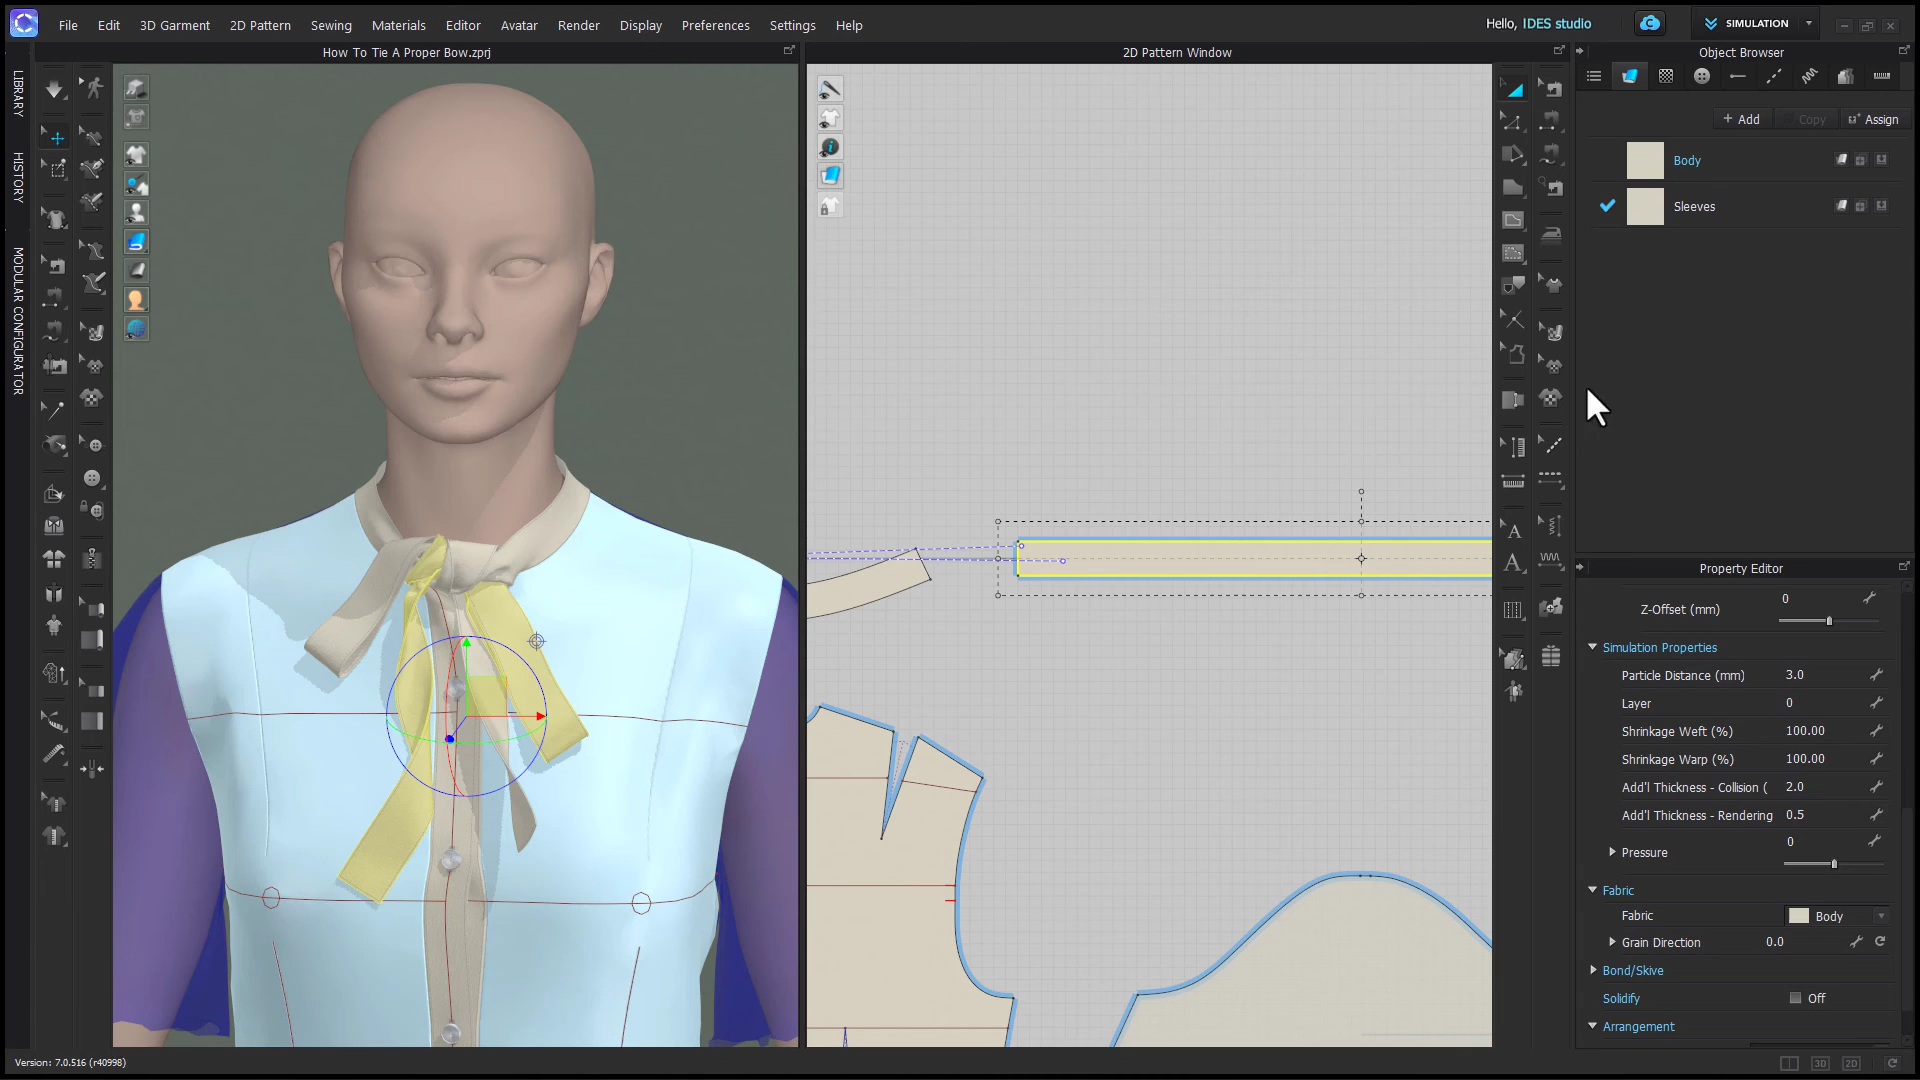 File Edit 3D Garment 2D Pattern Sewing Materials Editor Avatar Render Display Preferences Settings Help
Hello, IDES studio
SIMULATION
How To Tie A Proper Bow.zprj
2D Pattern Window
Object Browser
LIBRARY
HISTORY
MODULAR CONFIGURATOR
+ Add
Copy
Assign
Body
Sleeves
Property Editor
Z-Offset (mm) 0
Simulation Properties
Particle Distance (mm) 3.0
Layer 0
Shrinkage Weft (%) 100.00
Shrinkage Warp (%) 100.00
Add'l Thickness - Collision ( 2.0
Add'l Thickness - Rendering 0.5
Pressure 0
Fabric
Fabric Body
Grain Direction 0.0
Bond/Skive
Solidify Off
Arrangement
Version: 7.0.516 (r40998)
3D
2D